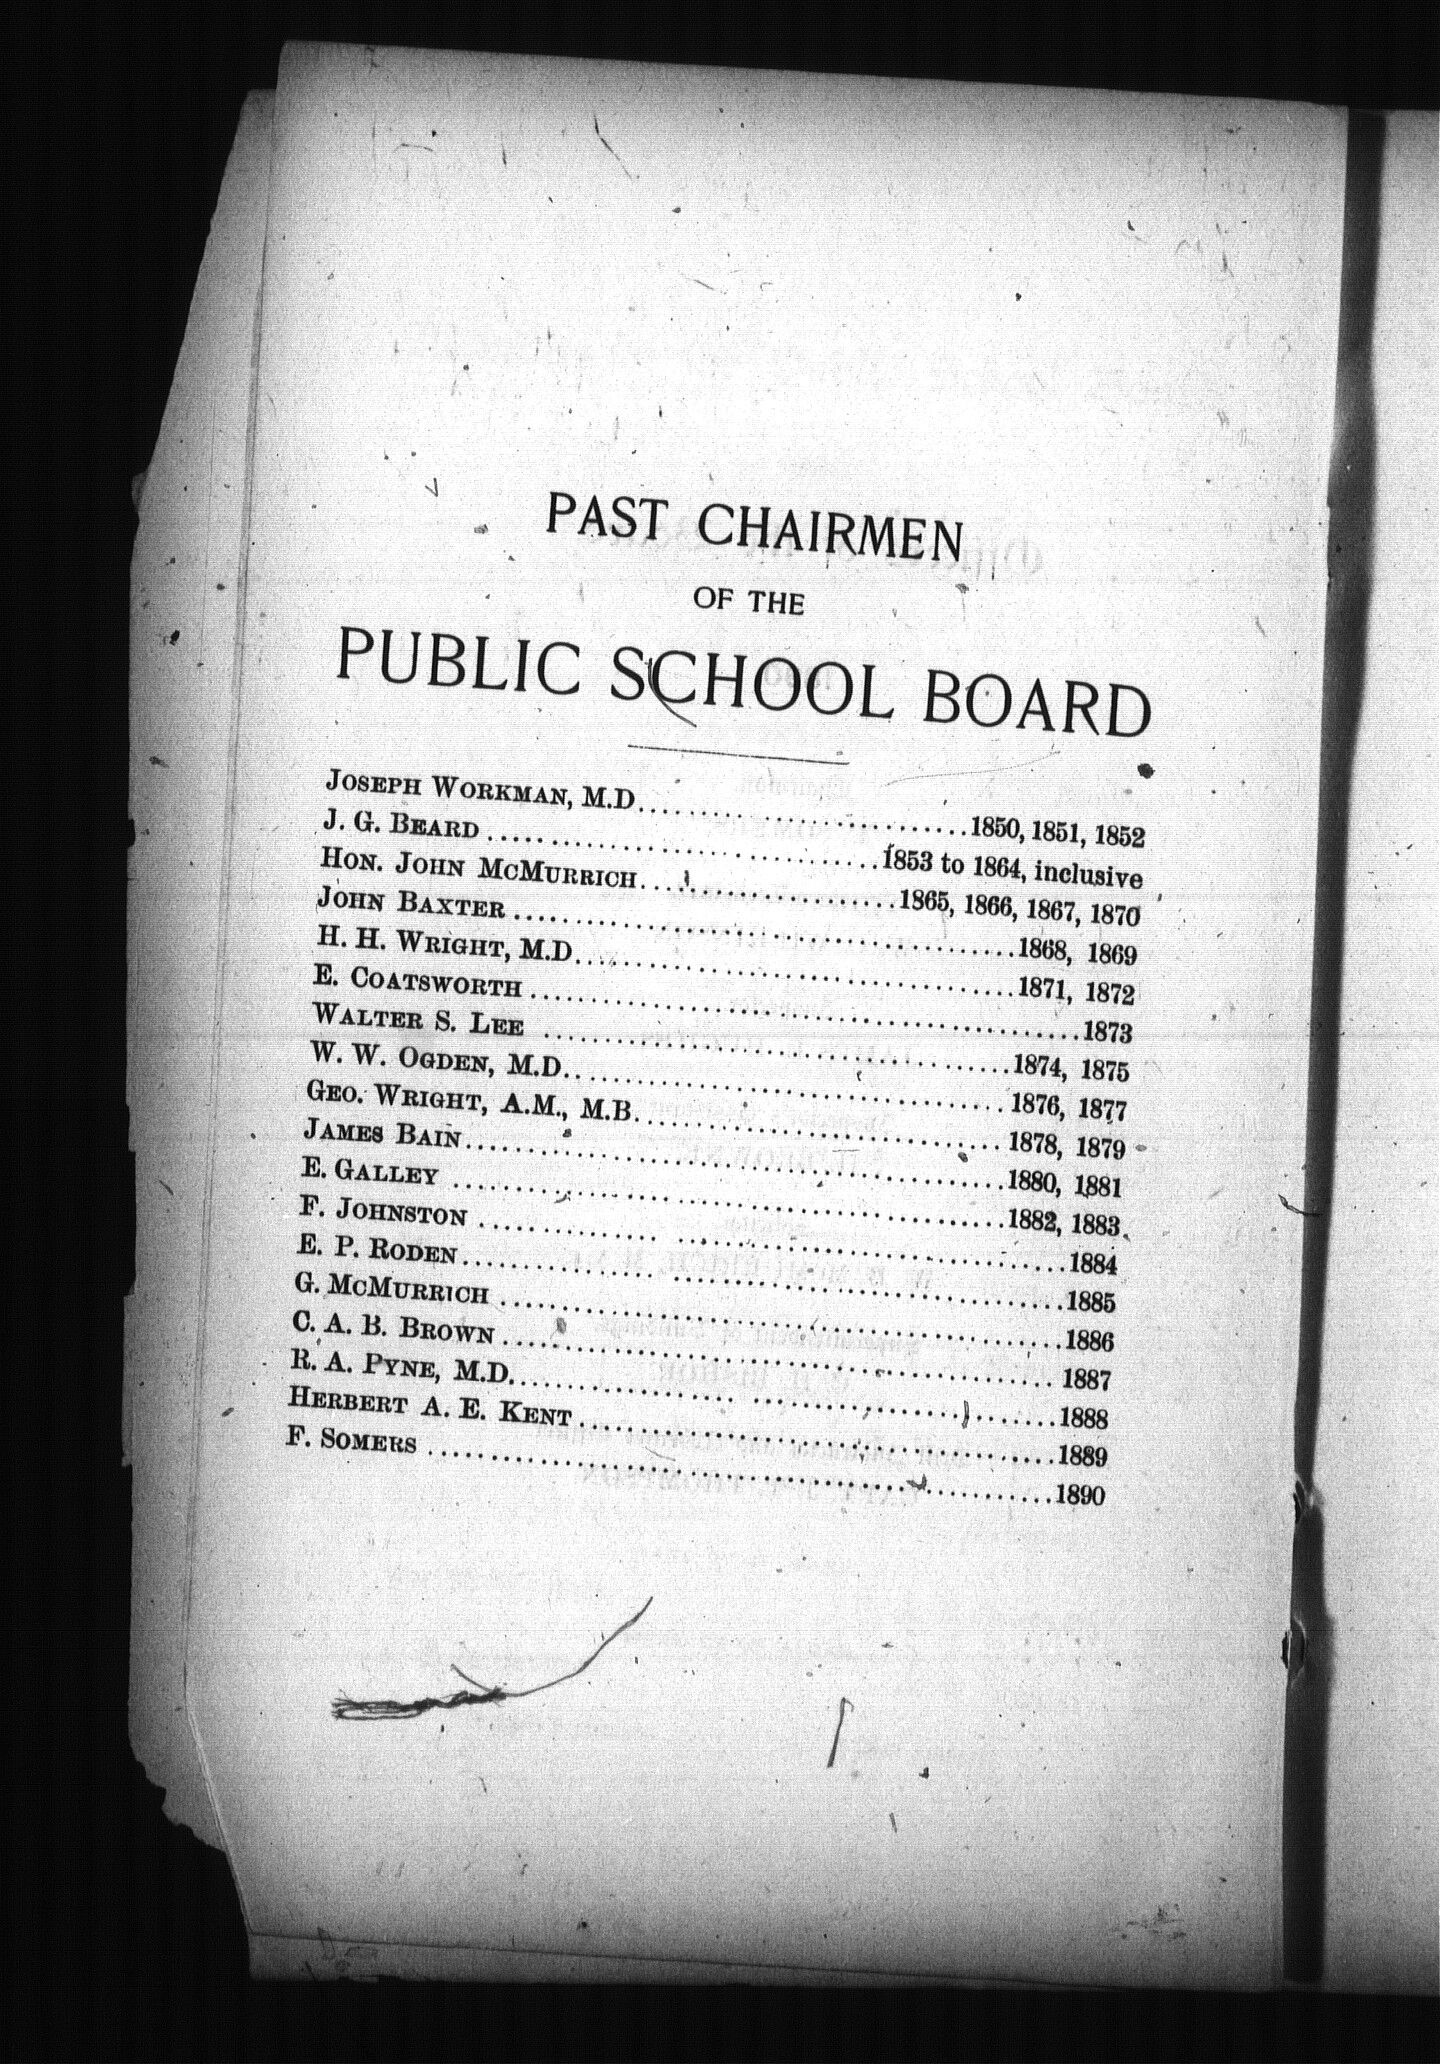 PAST CHAIRMEN
OF THE
PUBLIC SCHOOL BOARD
JOSEPH WORKMAN, M.D. 1850, 1851, 1852
J. G. BEARD 1853 to 1864, inclusive
HON. JOHN MCMURRICH 1865, 1866, 1867, 1870
JOHN BAXTER 1868, 1869
H. H. WRIGHT, M.D. 1871, 1872
E. COATSWORTH 1873
WALTER S. LEE 1874, 1875
W. W. OGDEN, M.D. 1876, 1877
GEO. WRIGHT, A.M., M.B. 1878, 1879
JAMES BAIN 1880, 1881
E. GALLEY 1882, 1883
F. JOHNSTON 1884
E. P. RODEN 1885
G. MCMURRICH 1886
C. A. B. BROWN 1887
R. A. PYNE, M.D. 1888
HERBERT A. E. KENT 1889
F. SOMERS 1890